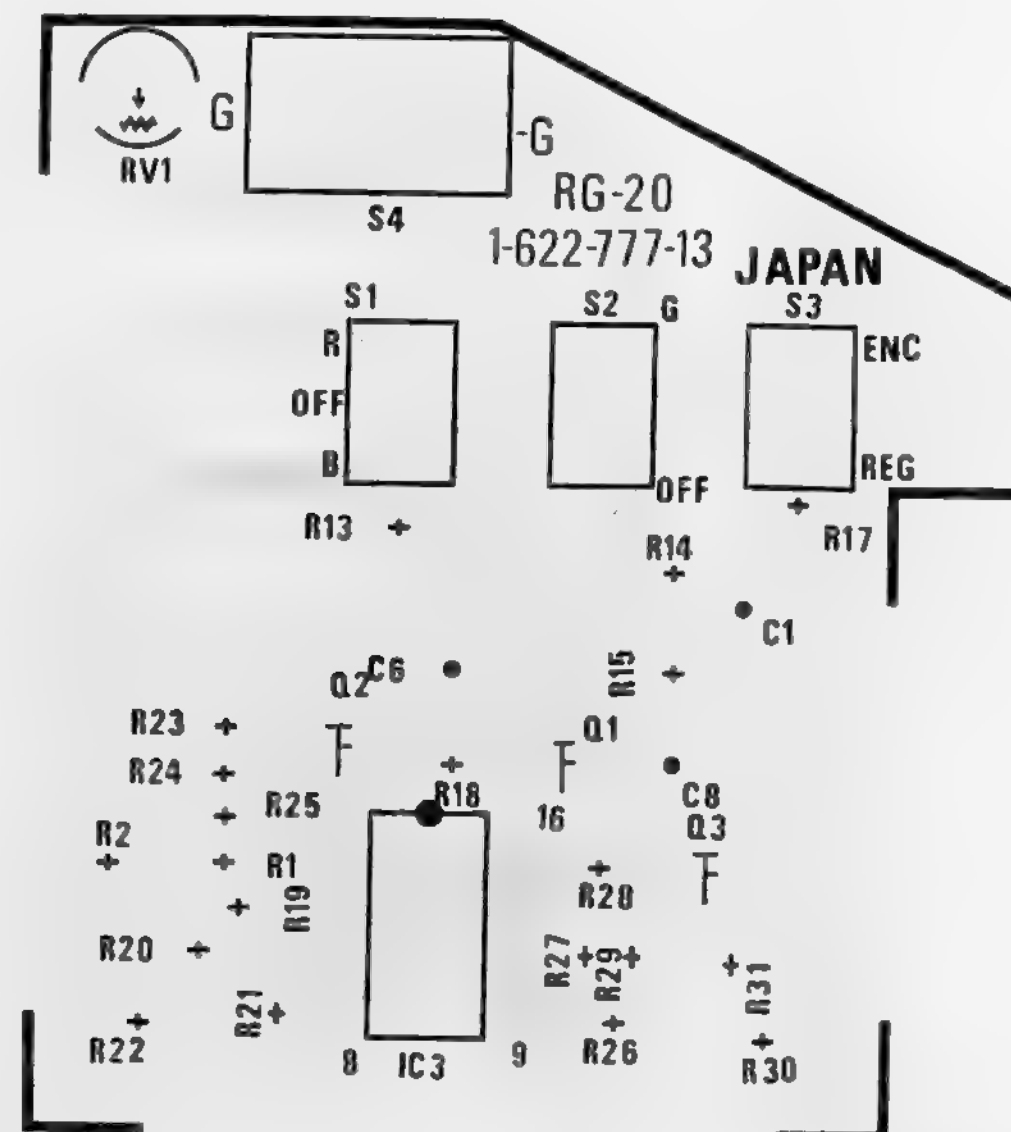 G
-G
RV1
RG-20
S4
1-622-777-13
JAPAN
S1
S2
G
S3
R
ENC
OFF
B
REG
OFF
R13
R17
R14
C1
R15
C6
Q2
R23
Q1
R24
R18
C8
R25
16
Q3
R2
R1
R28
R19
R20
R27
R29
R31
R21
R22
R26
8
IC3
9
R30